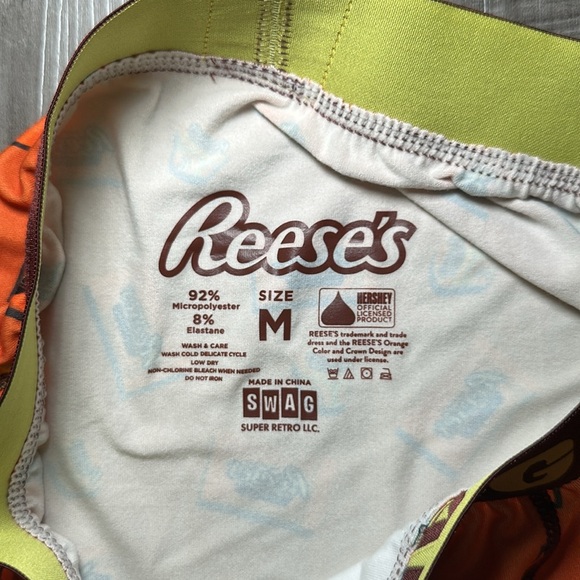 Reese's
92%
Micropolyester
8%
Elastane
WASH & CARE
WASH COLD DELICATE CYCLE
LOW DRY
NON-CHLORINE BLEACH WHEN NEEDED
DO NOT IRON
SIZE
M
HERSHEY
OFFICIAL
LICENSED
PRODUCT
REESE'S trademark and trade
dress and the REESE'S Orange
Color and Crown Design are
used under license.
MADE IN CHINA
SWAG
SUPER RETRO LLC.
G